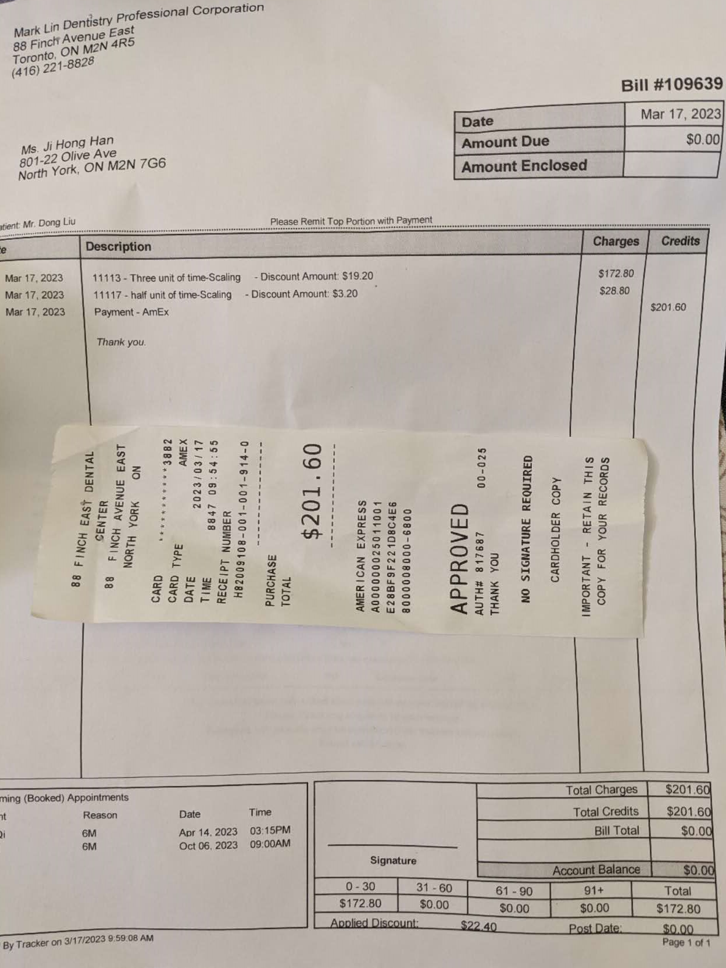 Mark Lin Dentistry Professional Corporation
88 Finch Avenue East
Toronto, ON M2N 4R5
(416) 221-8828
Bill #109639
Date Mar 17, 2023
Amount Due $0.00
Amount Enclosed
Ms. Ji Hong Han
801-22 Olive Ave
North York, ON M2N 7G6
Patient: Mr. Dong Liu Please Remit Top Portion with Payment
Description Charges Credits
Mar 17, 2023 11113 - Three unit of time-Scaling - Discount Amount: $19.20 $172.80
Mar 17, 2023 11117 - half unit of time-Scaling - Discount Amount: $3.20 $28.80
Mar 17, 2023 Payment - AmEx $201.60
Thank you.
88 FINCH EAST DENTAL
CENTER
88 FINCH AVENUE EAST
NORTH YORK ON
CARD ************3882
CARD TYPE AMEX
DATE 2023/03/17
TIME 8847 09:54:55
RECEIPT NUMBER
H82009108-001-001-914-0
PURCHASE
TOTAL
$201.60
AMERICAN EXPRESS
A000000025011001
E28BF9F221D8C4E6
8000008000-6800
APPROVED
AUTH# 817687 00-025
THANK YOU
NO SIGNATURE REQUIRED
CARDHOLDER COPY
IMPORTANT - RETAIN THIS
COPY FOR YOUR RECORDS
ming (Booked) Appointments
Reason Date Time
6M Apr 14, 2023 03:15PM
6M Oct 06, 2023 09:00AM
Signature
Total Charges $201.60
Total Credits $201.60
Bill Total $0.00
Account Balance $0.00
0 - 30 31 - 60 61 - 90 91+ Total
$172.80 $0.00 $0.00 $0.00 $172.80
Applied Discount: $22.40 Post Date: $0.00
By Tracker on 3/17/2023 9:59:08 AM
Page 1 of 1